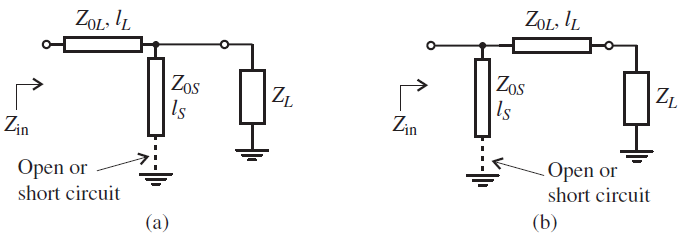 Z0L, lL
Z0S
lS
ZL
Zin
Open or
short circuit
(a)
Z0L, lL
Z0S
lS
ZL
Zin
Open or
short circuit
(b)